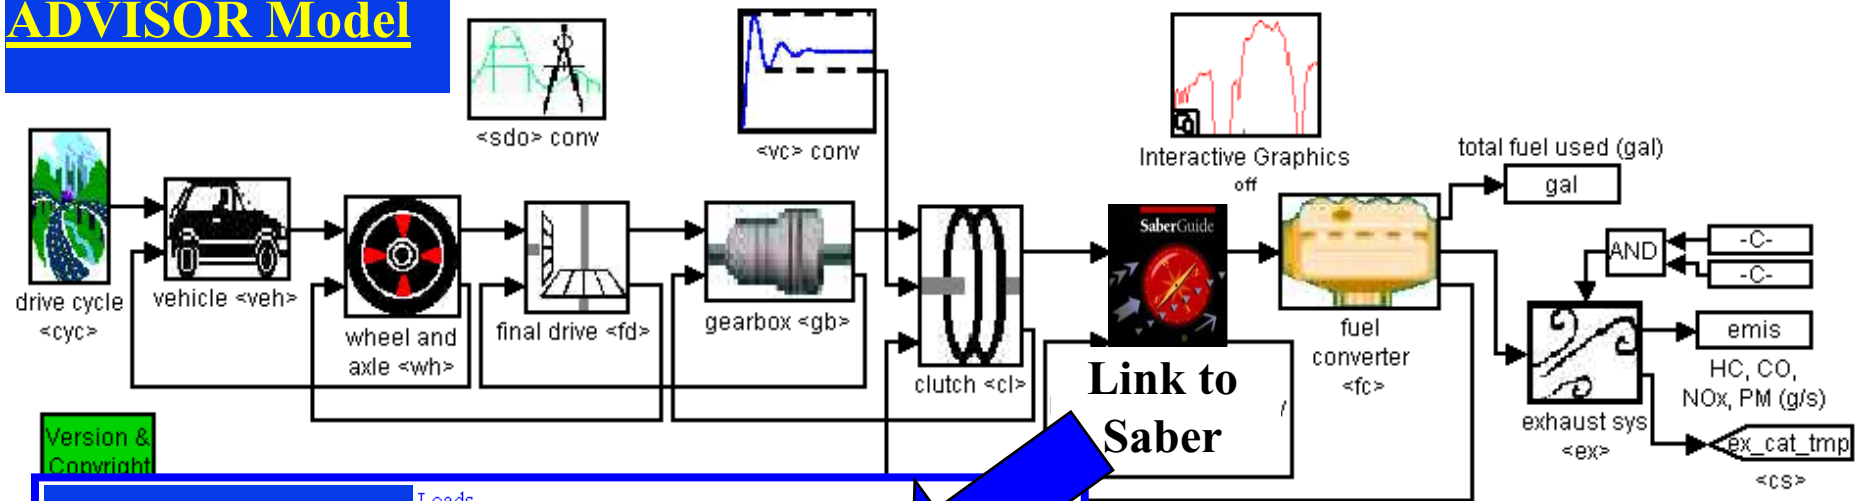 ADVISOR Model
<sdo> conv
<vc> conv
Interactive Graphics
off
total fuel used (gal)
gal
drive cycle
<cyc>
vehicle <veh>
wheel and
axle <wh>
final drive <fd>
gearbox <gb>
clutch <cl>
SaberGuide
Link to
Saber
fuel
converter
<fc>
AND
-C-
-C-
emis
HC, CO,
NOx, PM (g/s)
exhaust sys
<ex>
ex_cat_tmp
<cs>
Version &
Copyright
Loads